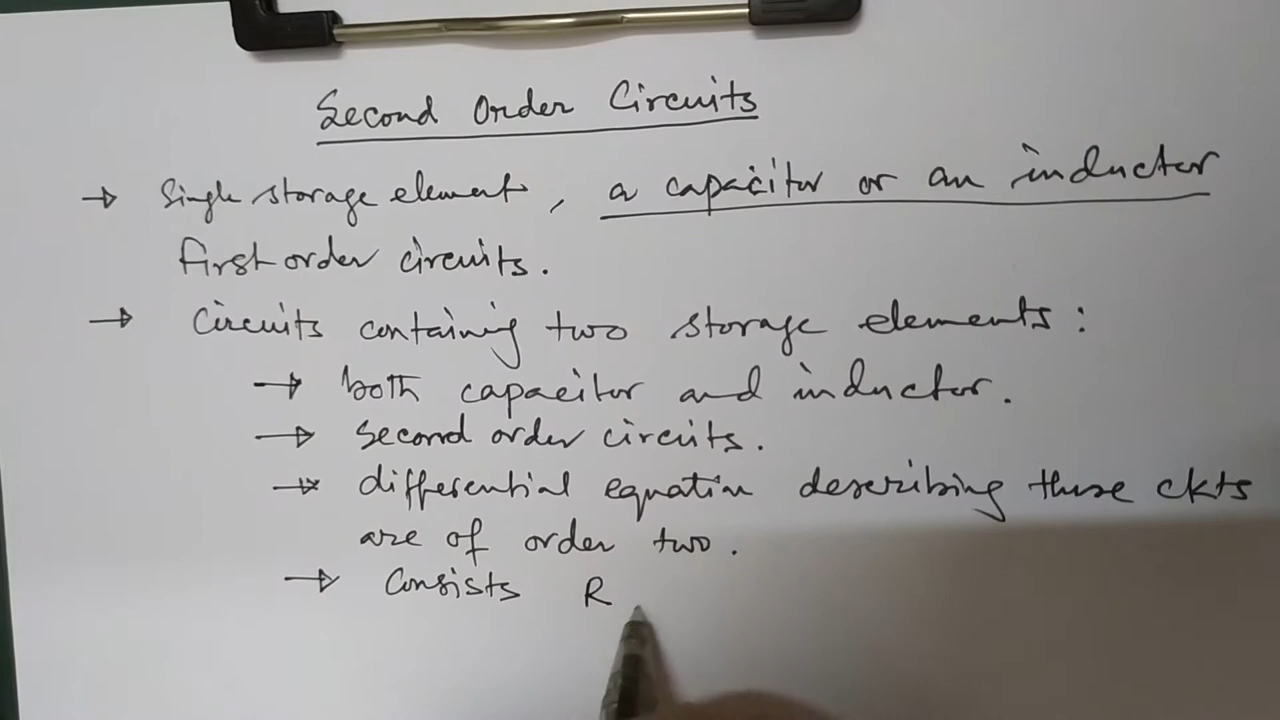 Second Order Circuits
→ Single storage element, a capacitor or an inductor
first order circuits.
→ Circuits containing two storage elements:
→ both capacitor and inductor.
→ Second order circuits.
→ differential equation describing these ckts
are of order two.
→ Consists R